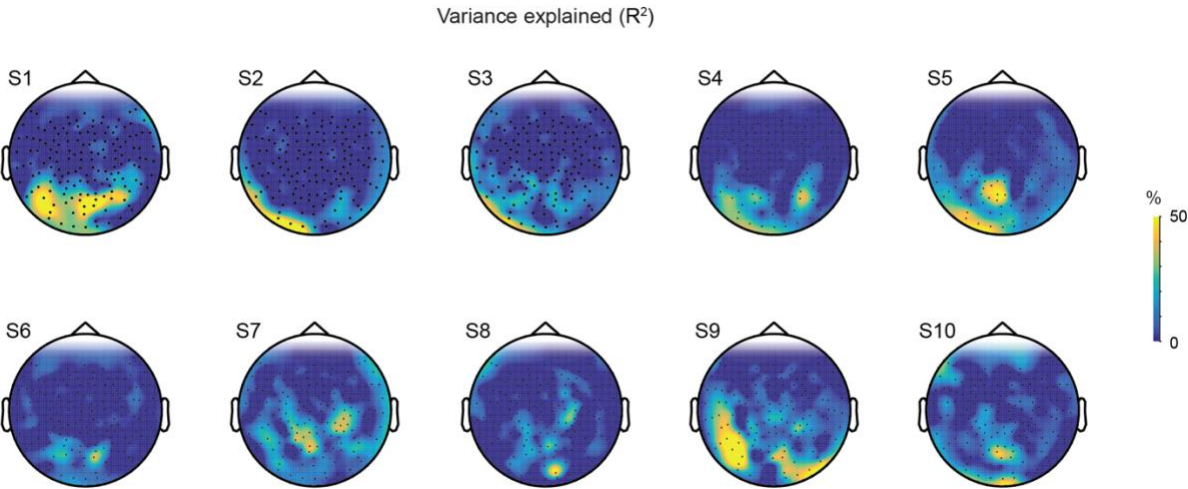 Variance explained (R²)
S1 S2 S3 S4 S5
%
50
0
S6 S7 S8 S9 S10